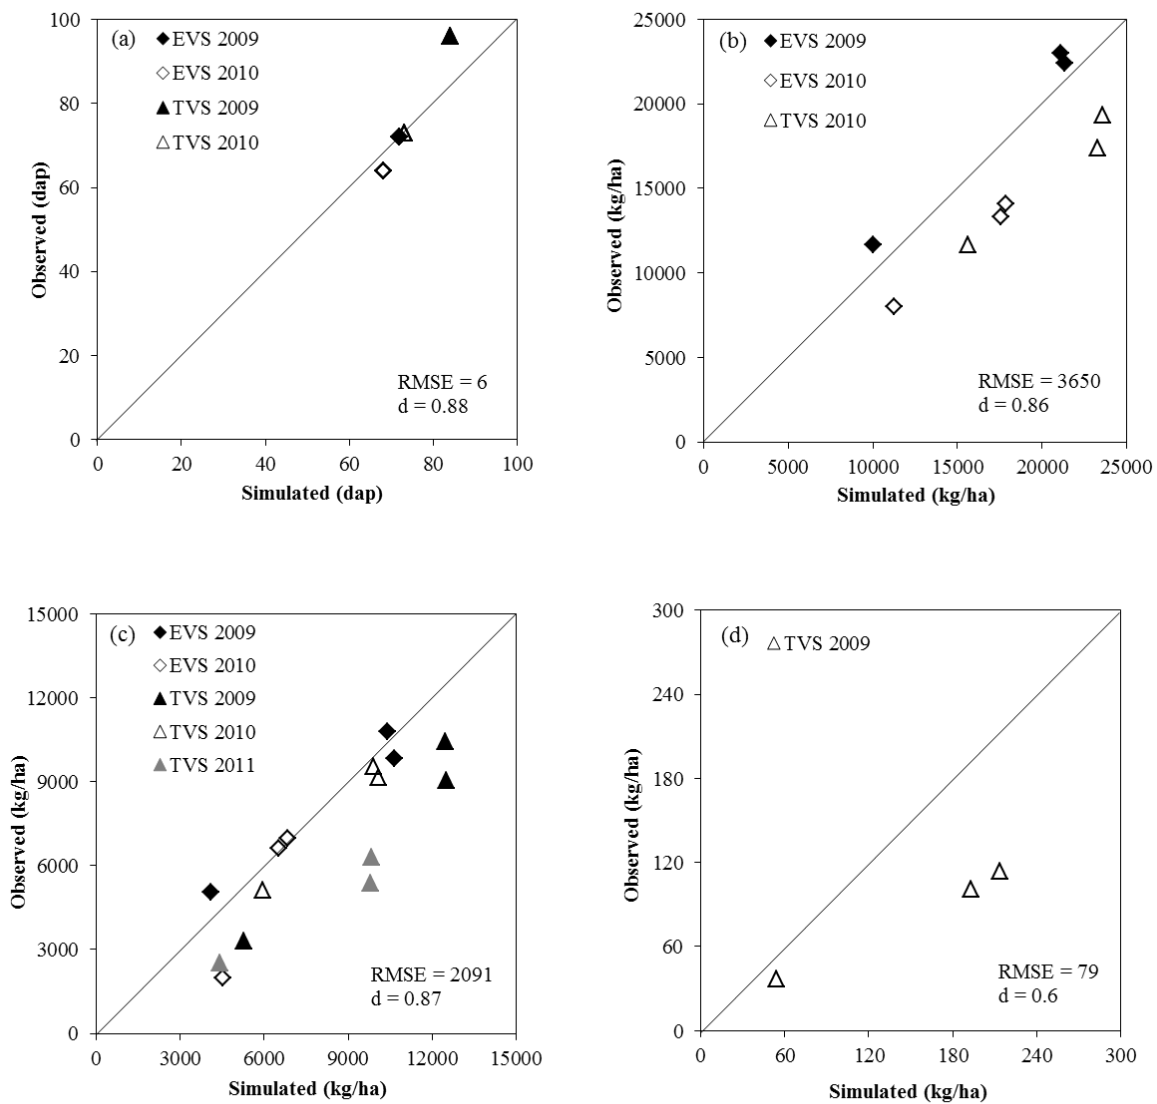 (a)
EVS 2009
EVS 2010
TVS 2009
TVS 2010
100
80
60
40
20
0
Observed (dap)
RMSE = 6
d = 0.88
0 20 40 60 80 100
Simulated (dap)
(b)
EVS 2009
EVS 2010
TVS 2010
25000
20000
15000
10000
5000
0
Observed (kg/ha)
RMSE = 3650
d = 0.86
0 5000 10000 15000 20000 25000
Simulated (kg/ha)
(c)
EVS 2009
EVS 2010
TVS 2009
TVS 2010
TVS 2011
15000
12000
9000
6000
3000
0
Observed (kg/ha)
RMSE = 2091
d = 0.87
0 3000 6000 9000 12000 15000
Simulated (kg/ha)
(d)
TVS 2009
300
240
180
120
60
0
Observed (kg/ha)
RMSE = 79
d = 0.6
0 60 120 180 240 300
Simulated (kg/ha)